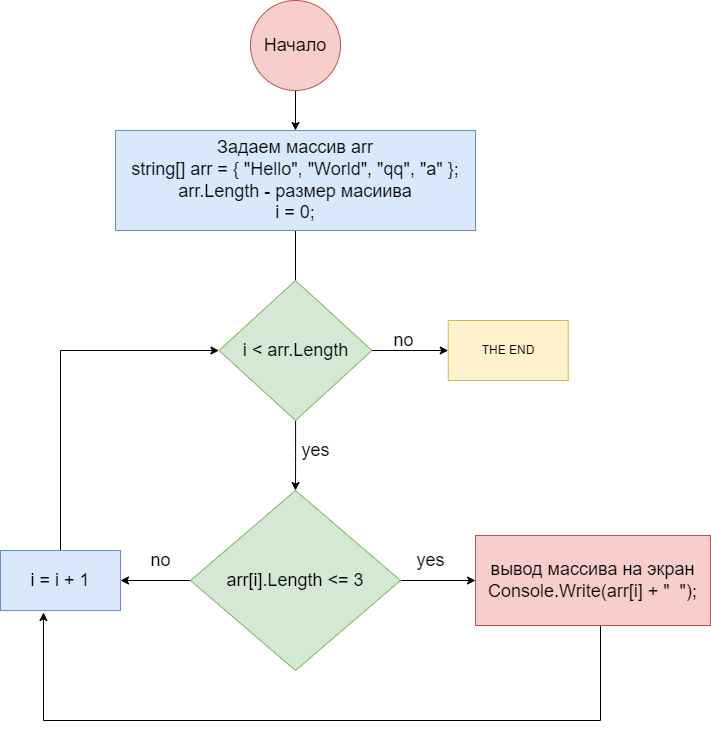 Начало
Задаем массив arr
string[] arr = { "Hello", "World", "qq", "a" };
arr.Length - размер масиива
i = 0;
i < arr.Length
no
THE END
yes
arr[i].Length <= 3
no
yes
i = i + 1
вывод массива на экран
Console.Write(arr[i] + "  ");